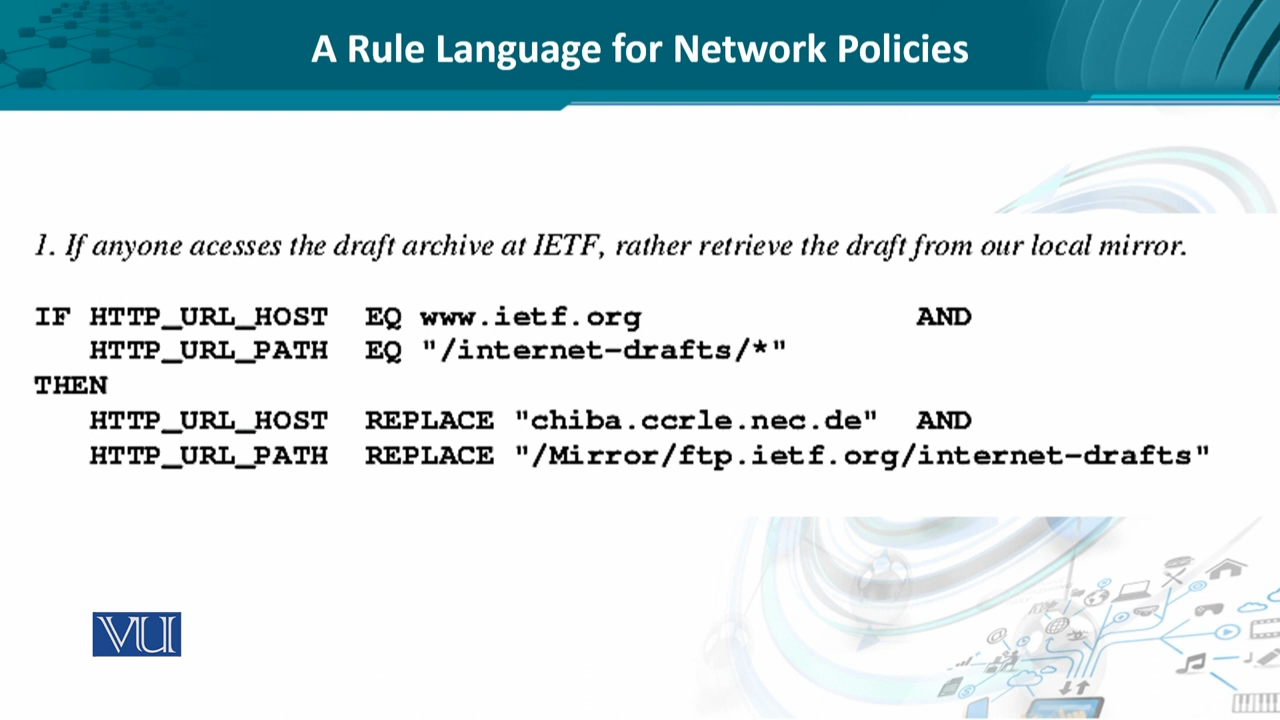 A Rule Language for Network Policies
1. If anyone acesses the draft archive at IETF, rather retrieve the draft from our local mirror.
IF HTTP_URL_HOST EQ www.ietf.org AND
HTTP_URL_PATH EQ "/internet-drafts/*"
THEN
HTTP_URL_HOST REPLACE "chiba.ccrle.nec.de" AND
HTTP_URL_PATH REPLACE "/Mirror/ftp.ietf.org/internet-drafts"
VU